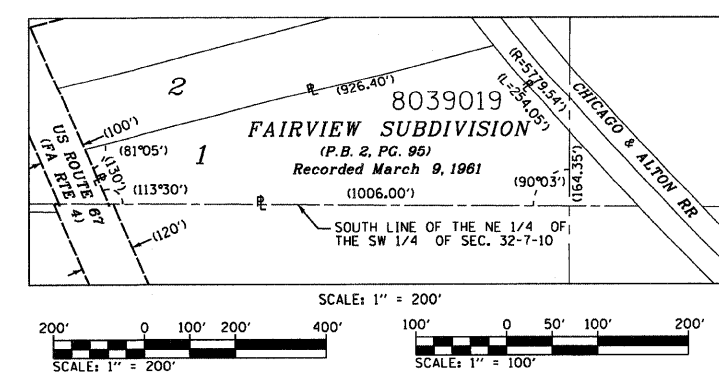 2
P/L (926.40')
(R=5779.54')
(L=254.05')
P/L
CHICAGO & ALTON RR
8039019
FAIRVIEW SUBDIVISION
(P.B. 2, PG. 95)
Recorded March 9, 1961
(100')
(81°05')
1
US ROUTE 67
(FA RTE 4)
(130')
P/L
(113°30')
(1006.00')
(90°03')
(164.35')
P/L
(120')
SOUTH LINE OF THE NE 1/4 OF
THE SW 1/4 OF SEC. 32-7-10
SCALE: 1" = 200'
200' 0 100' 200' 400'
SCALE: 1" = 200'
100' 0 50' 100' 200'
SCALE: 1" = 100'